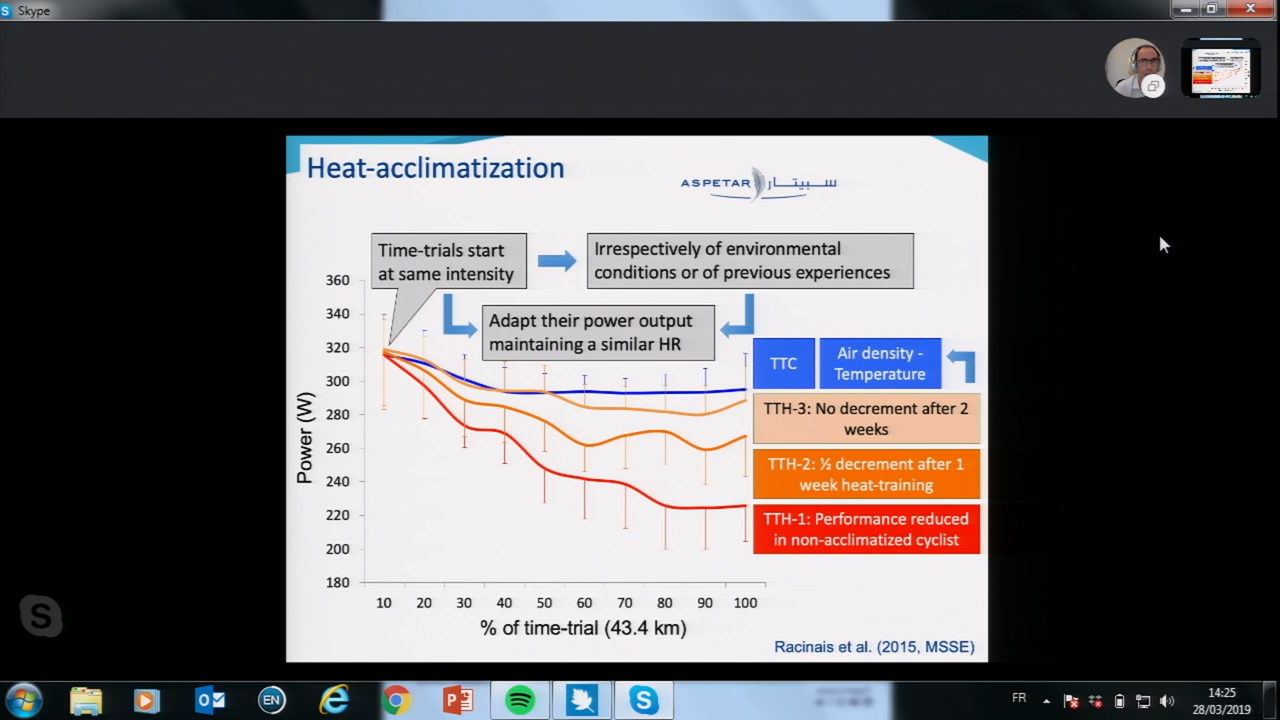 Skype
Heat-acclimatization
ASPETAR
سبيتار
Time-trials start
at same intensity
Irrespectively of environmental
conditions or of previous experiences
Adapt their power output
maintaining a similar HR
360
340
320
300
280
260
240
220
200
180
Power (W)
10 20 30 40 50 60 70 80 90 100
% of time-trial (43.4 km)
TTC
Air density -
Temperature
TTH-3: No decrement after 2
weeks
TTH-2: ½ decrement after 1
week heat-training
TTH-1: Performance reduced
in non-acclimatized cyclist
Racinais et al. (2015, MSSE)
EN
FR
14:25
28/03/2019